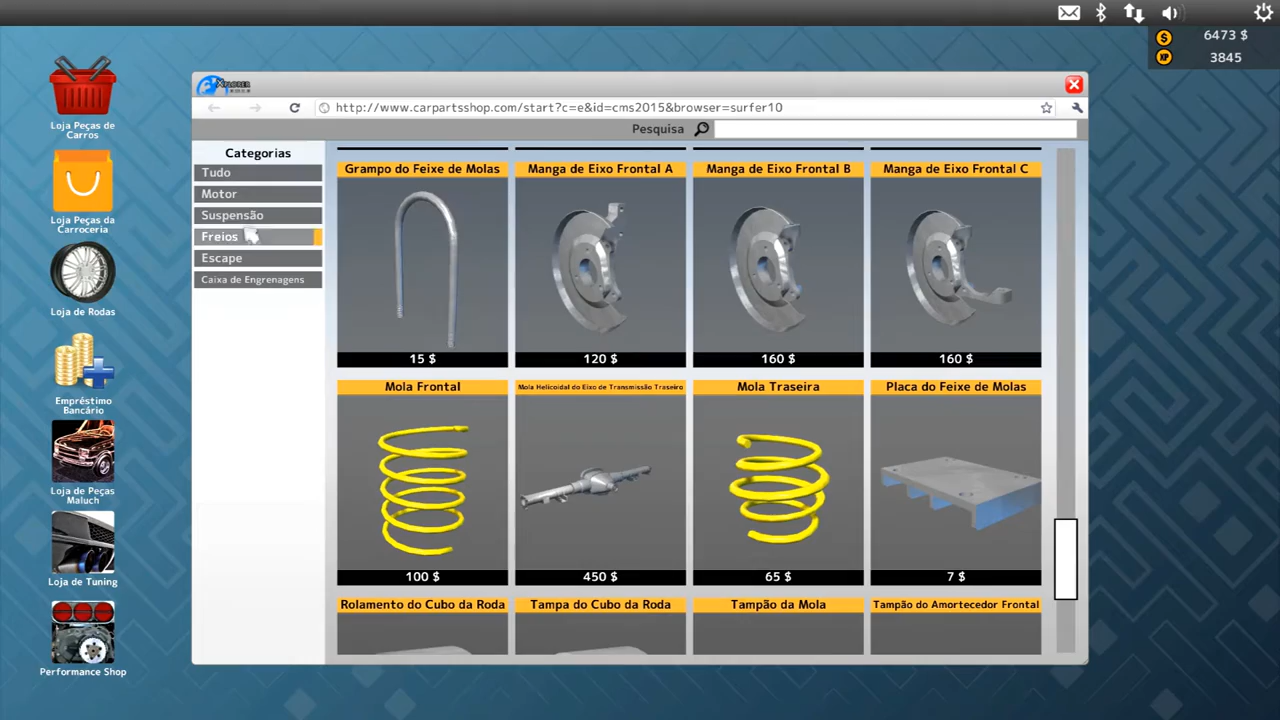 6473 $
3845
Loja Peças de
Carros
Loja Peças da
Carroceria
Loja de Rodas
Empréstimo
Bancário
Loja de Peças
Maluch
Loja de Tuning
Performance Shop
XPLORER
http://www.carpartsshop.com/start?c=e&id=cms2015&browser=surfer10
Pesquisa
Categorias
Tudo
Motor
Suspensão
Freios
Escape
Caixa de Engrenagens
Grampo do Feixe de Molas
Manga de Eixo Frontal A
Manga de Eixo Frontal B
Manga de Eixo Frontal C
15 $
120 $
160 $
160 $
Mola Frontal
Mola Helicoidal do Eixo de Transmissão Traseiro
Mola Traseira
Placa do Feixe de Molas
100 $
450 $
65 $
7 $
Rolamento do Cubo da Roda
Tampa do Cubo da Roda
Tampão da Mola
Tampão do Amortecedor Frontal